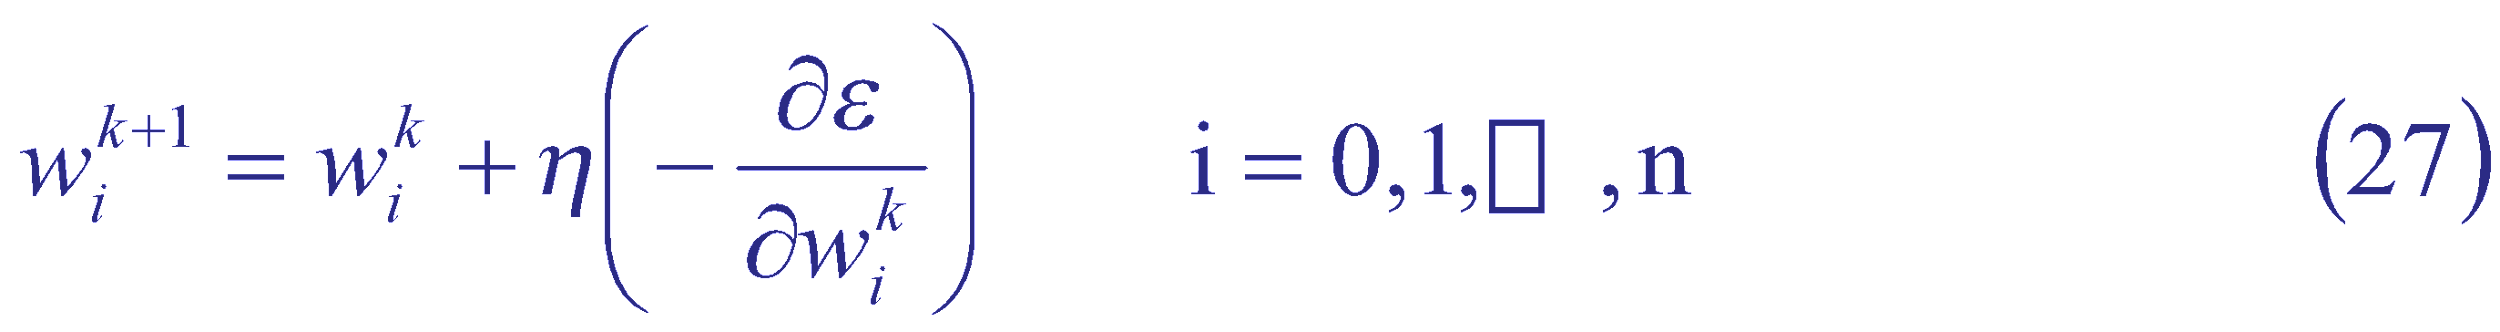 w_i^{k+1} = w_i^k + η(−∂ε/∂w_i^k) i = 0,1,□ ,n (27)